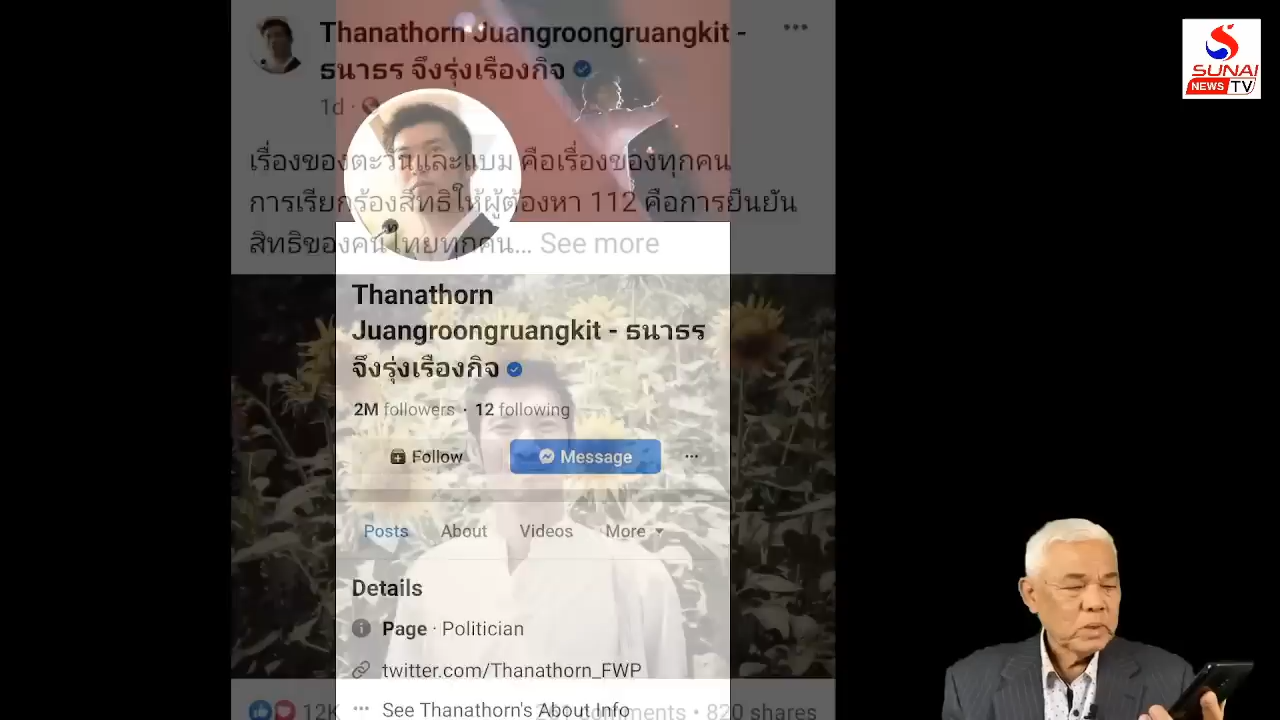 Thanathorn Juangroongruangkit -
ธนาธร จึงรุ่งเรืองกิจ
1d
เรื่องของตะวันและแบม คือเรื่องของทุกคน
การเรียกร้องสิทธิให้ผู้ต้องหา 112 คือการยืนยัน
สิทธิของคนไทยทุกคน... See more
SUNAI
NEWS TV
Thanathorn
Juangroongruangkit - ธนาธร
จึงรุ่งเรืองกิจ
2M followers · 12 following
Follow
Message
Posts About Videos More
Details
Page · Politician
twitter.com/Thanathorn_FWP
See Thanathorn's About Info
12K comments • 820 shares